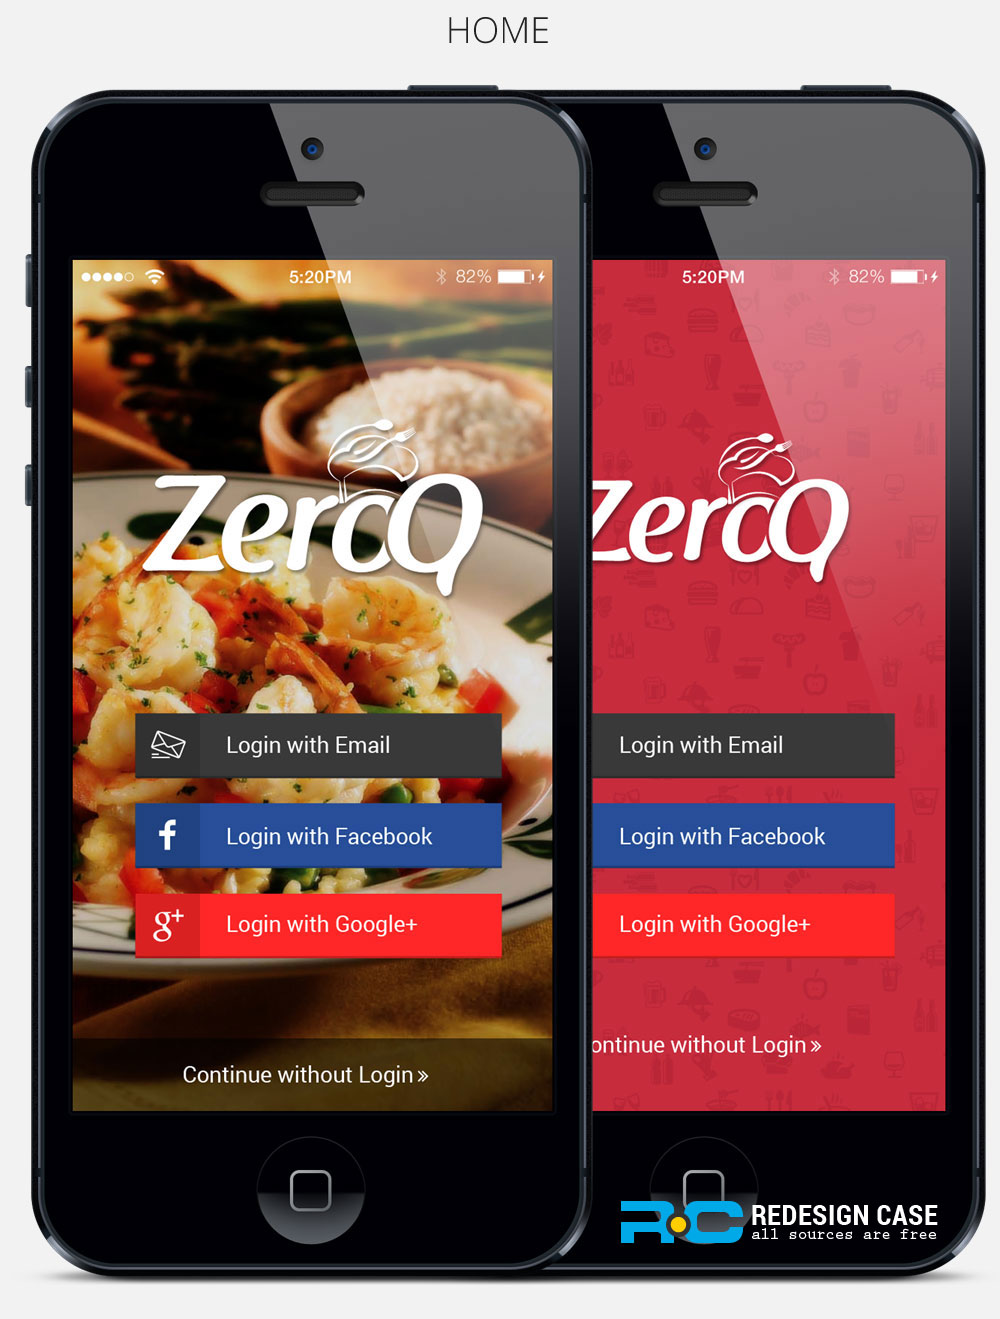 HOME
5:20PM
82%
ZeroQ
Login with Email
f
Login with Facebook
g+
Login with Google+
Continue without Login»
5:20PM
82%
ZeroQ
Login with Email
Login with Facebook
Login with Google+
ontinue without Login»
RC
REDESIGN CASE
all sources are free